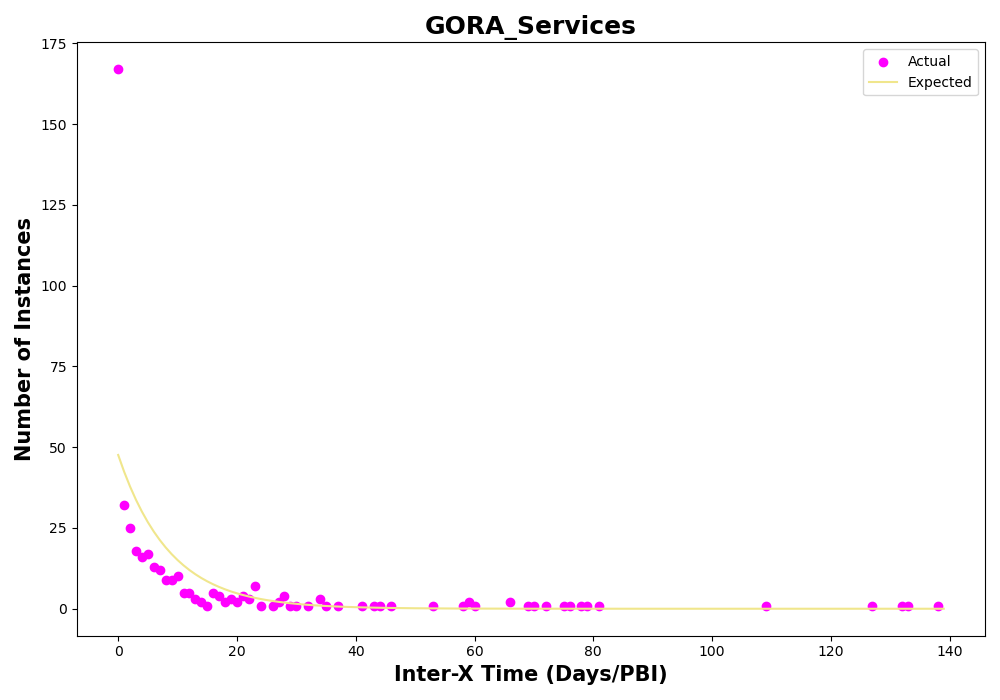 GORA_Services
Actual
Expected
Number of Instances
175
150
125
100
75
50
25
0
0 20 40 60 80 100 120 140
Inter-X Time (Days/PBI)